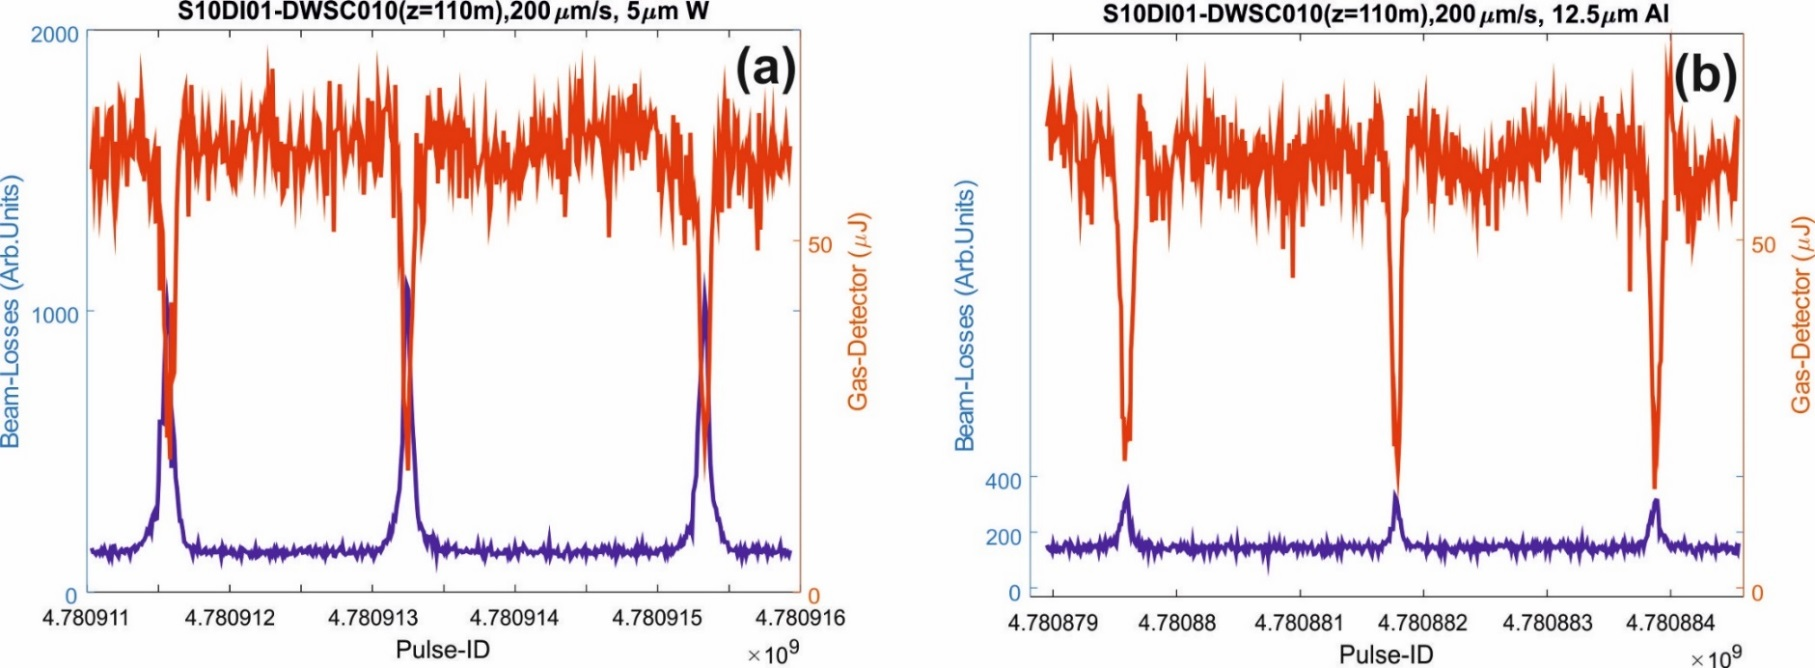 S10DI01-DWSC010(z=110m),200 μm/s, 5μm W
(a)
2000
1000
0
Beam-Losses (Arb.Units)
50
0
Gas-Detector (μJ)
4.780911 4.780912 4.780913 4.780914 4.780915 4.780916
Pulse-ID
×10⁹
S10DI01-DWSC010(z=110m),200 μm/s, 12.5μm Al
(b)
400
200
0
Beam-Losses (Arb.Units)
50
0
Gas-Detector (μJ)
4.780879 4.78088 4.780881 4.780882 4.780883 4.780884
Pulse-ID
×10⁹